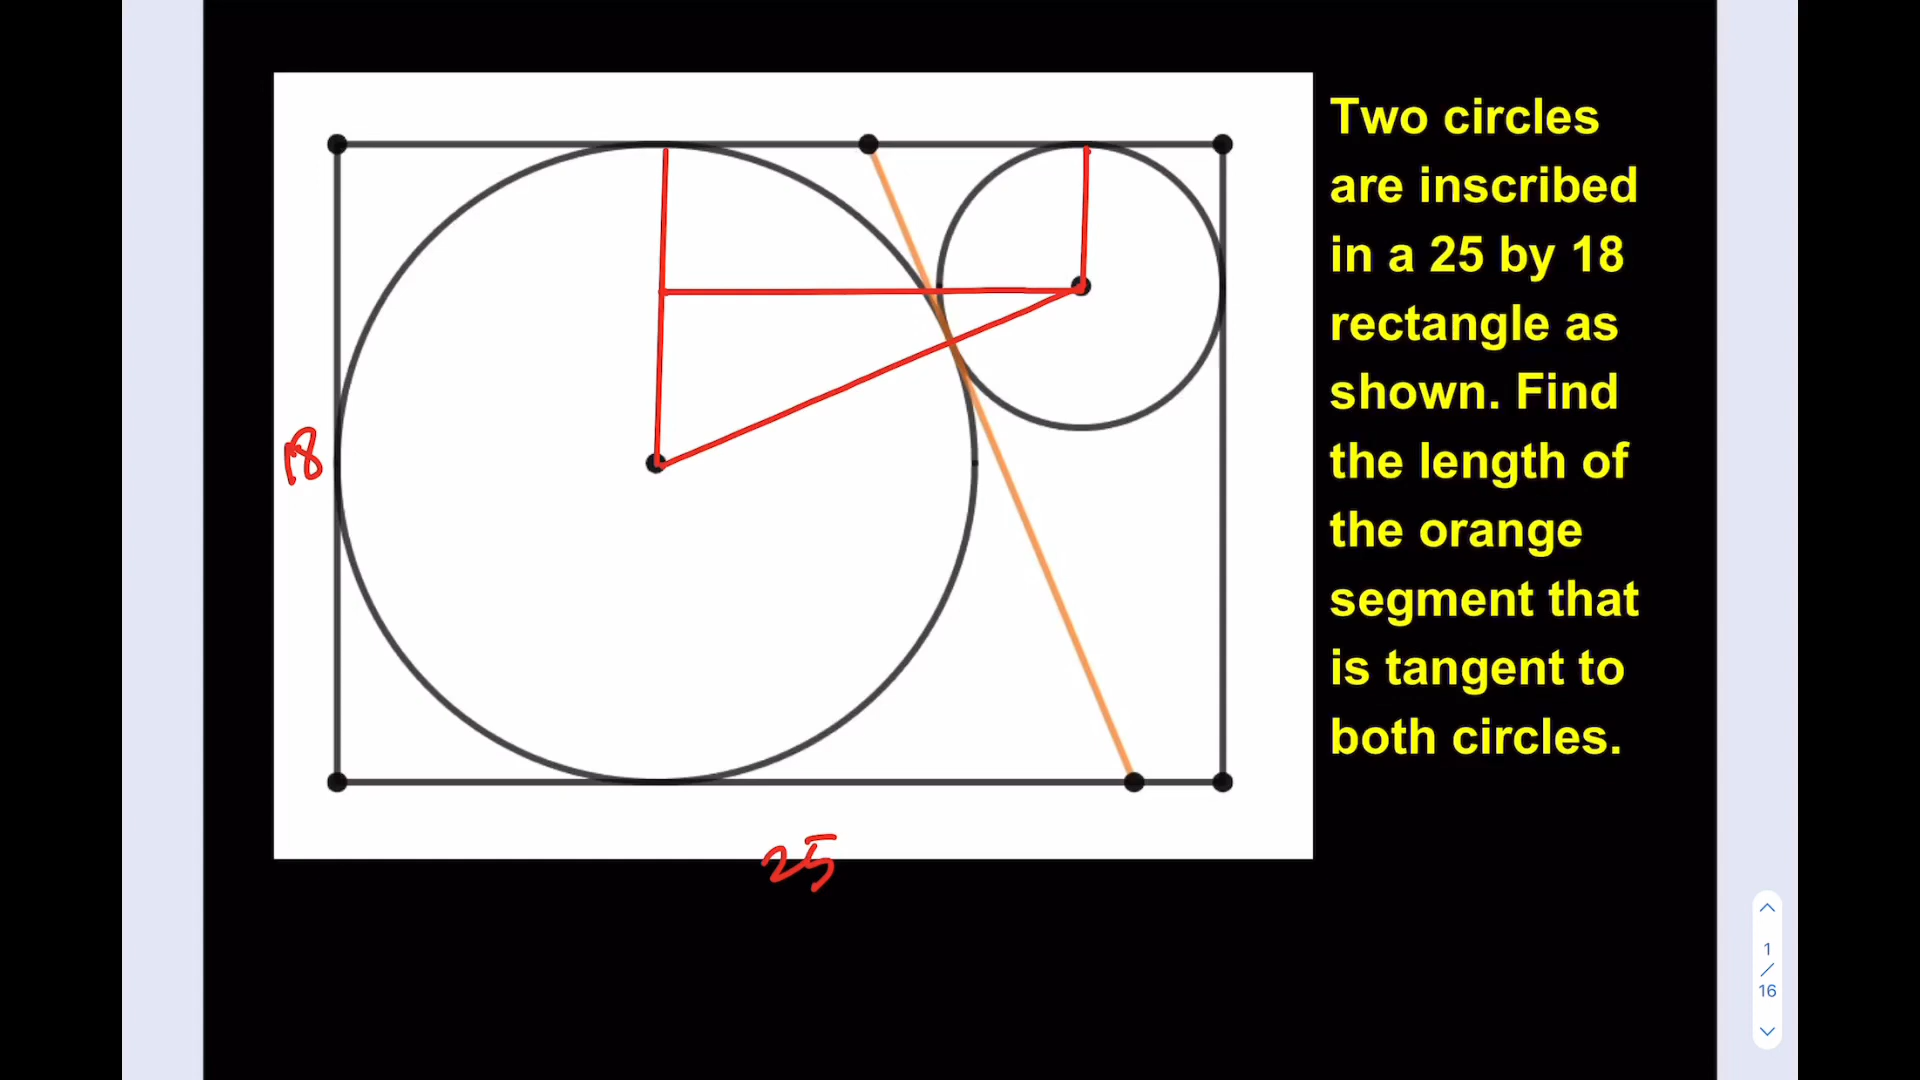 Two circles
are inscribed
in a 25 by 18
rectangle as
shown. Find
the length of
the orange
segment that
is tangent to
both circles.
18
25
1
/
16